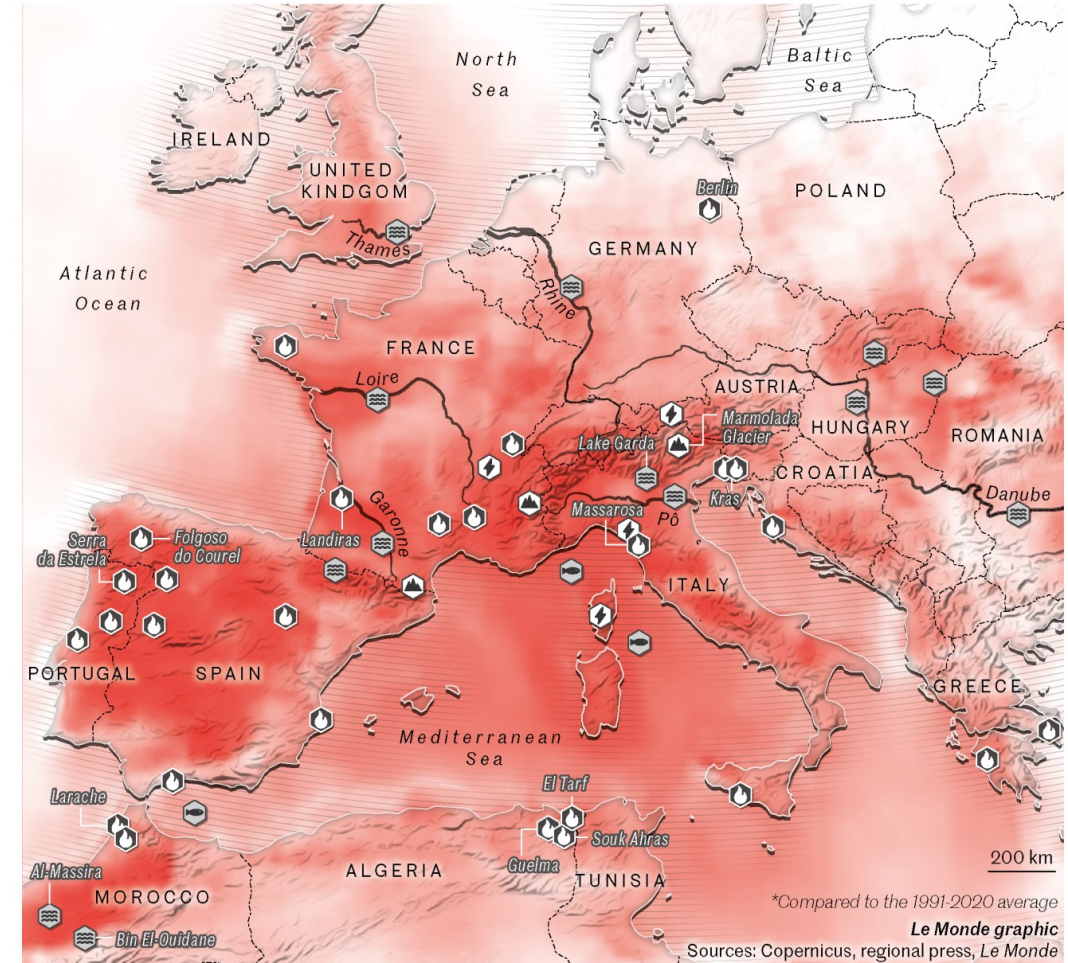 North
Sea
Baltic
Sea
IRELAND
UNITED
KINDGOM
Berlin
POLAND
Thames
GERMANY
Atlantic
Ocean
Rhine
FRANCE
Loire
AUSTRIA
Marmolada
Glacier
HUNGARY
Lake Garda
ROMANIA
CROATIA
Kras
Danube
Garonne
Massarosa
Pô
Landiras
Serra
da Estrela
Folgoso
do Courel
ITALY
PORTUGAL
SPAIN
GREECE
Mediterranean
Sea
Larache
El Tarf
Souk Ahras
Guelma
ALGERIA
TUNISIA
200 km
Al-Massira
MOROCCO
Bin El-Ouidane
*Compared to the 1991-2020 average
Le Monde graphic
Sources: Copernicus, regional press, Le Monde